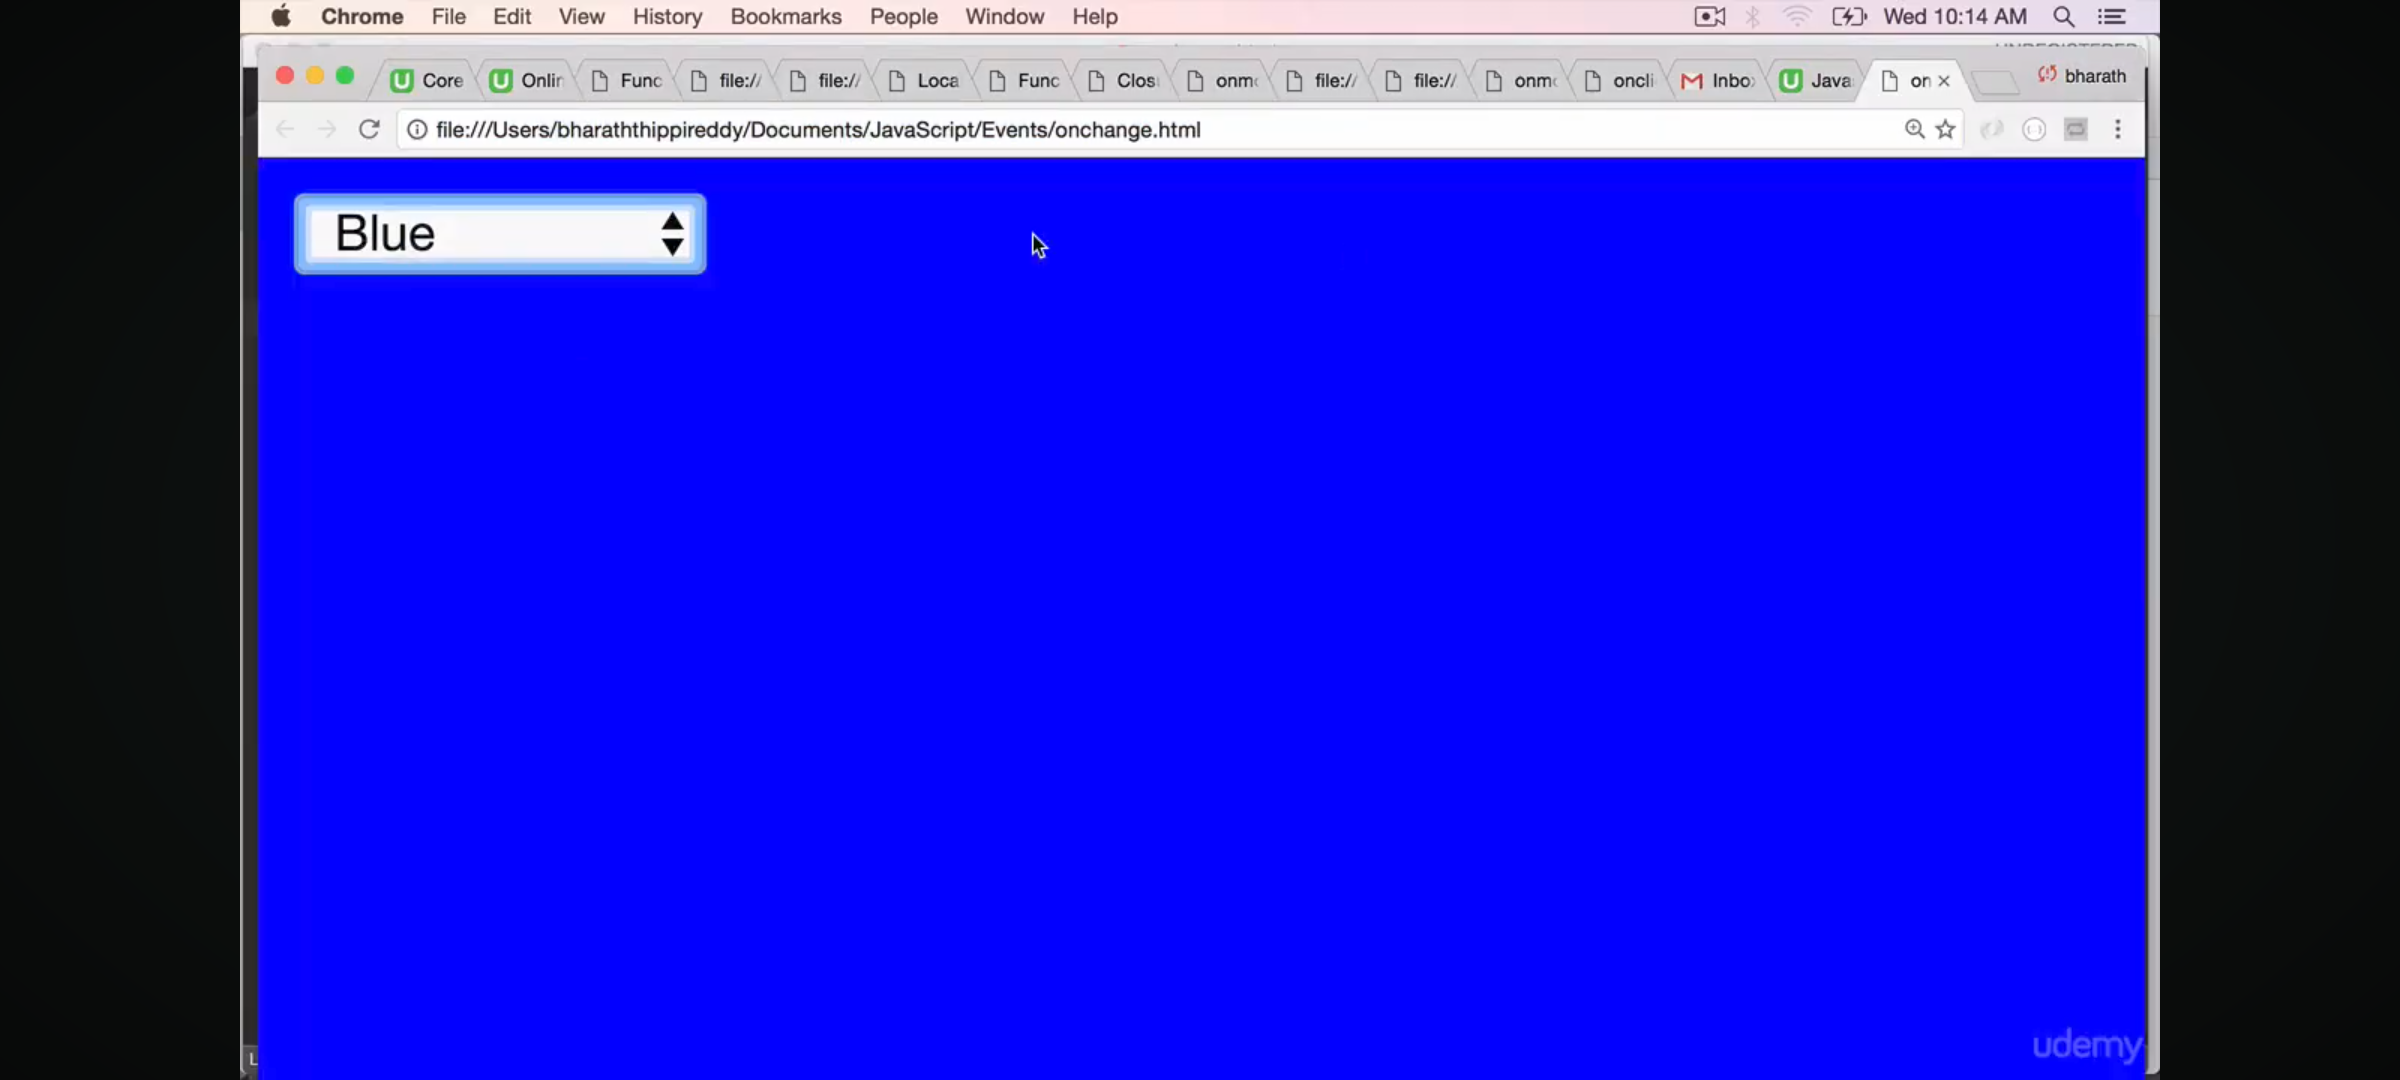 Chrome File Edit View History Bookmarks People Window Help Wed 10:14 AM
Core Onlin Func file:// file:// Loca Func Clos onm file:// file:// onm oncli Inbo Java on bharath
file:///Users/bharaththippireddy/Documents/JavaScript/Events/onchange.html
Blue
L
udemy